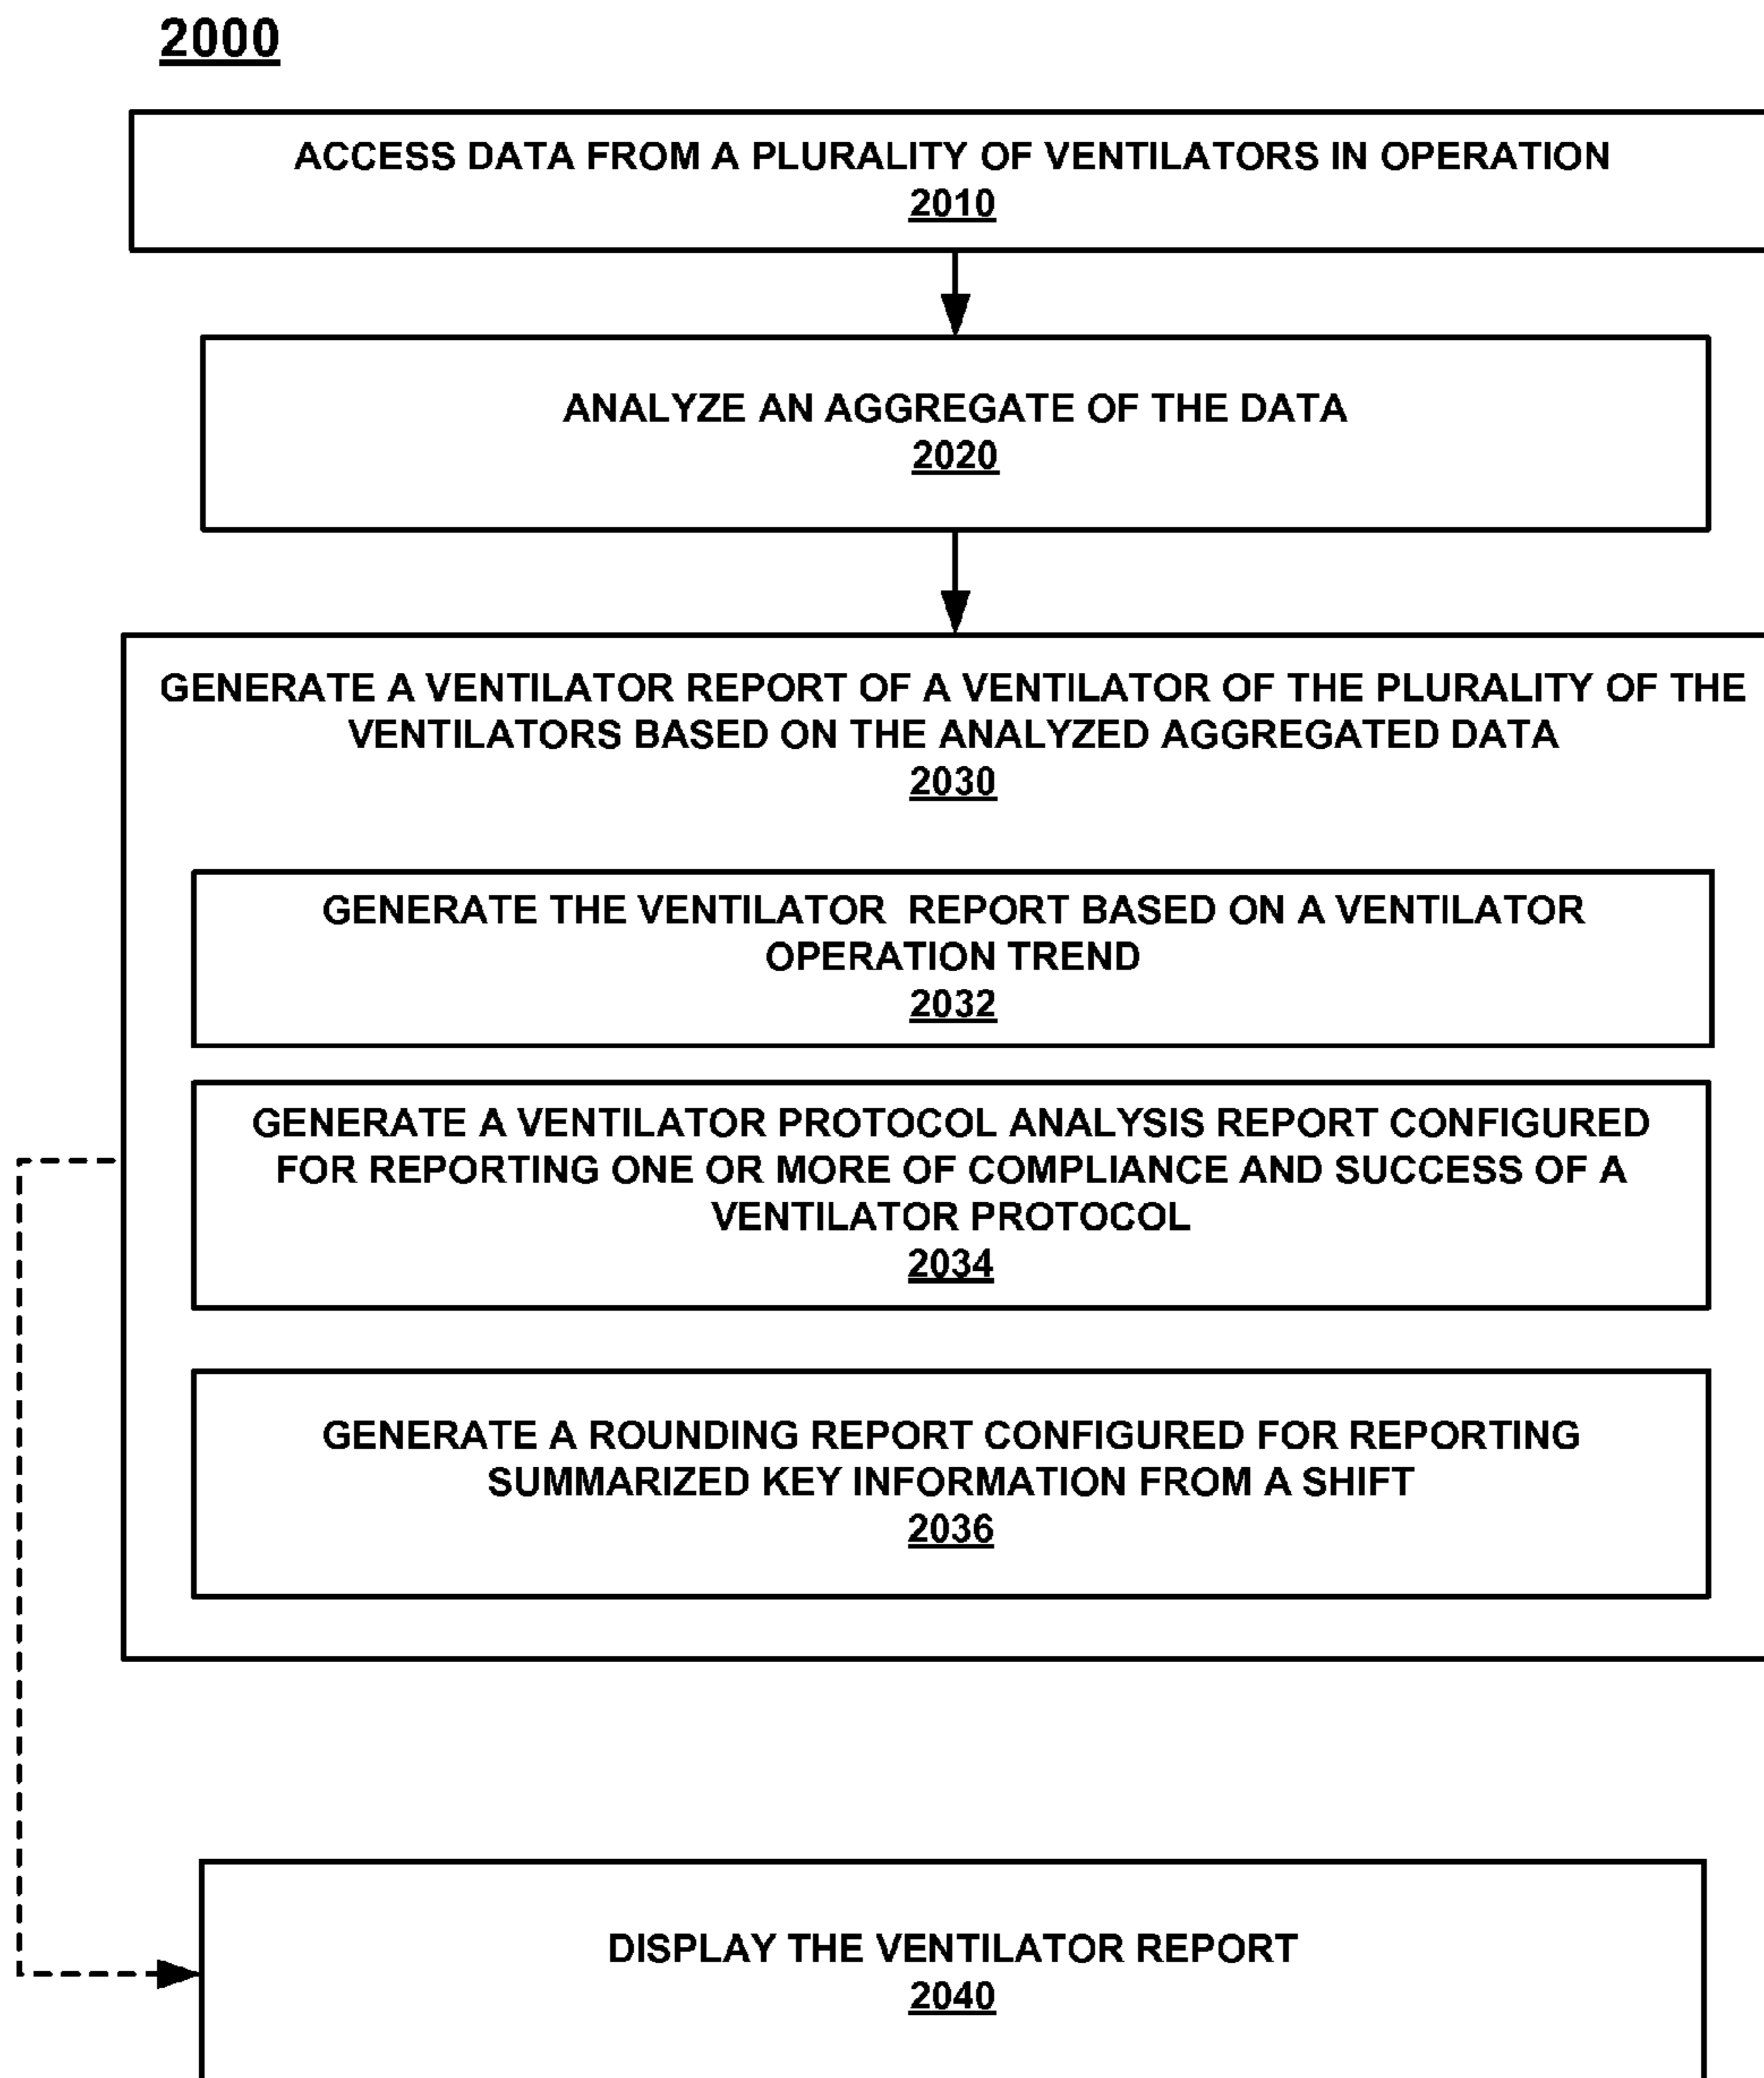 2000
ACCESS DATA FROM A PLURALITY OF VENTILATORS IN OPERATION
2010
ANALYZE AN AGGREGATE OF THE DATA
2020
GENERATE A VENTILATOR REPORT OF A VENTILATOR OF THE PLURALITY OF THE
VENTILATORS BASED ON THE ANALYZED AGGREGATED DATA
2030
GENERATE THE VENTILATOR REPORT BASED ON A VENTILATOR
OPERATION TREND
2032
GENERATE A VENTILATOR PROTOCOL ANALYSIS REPORT CONFIGURED
FOR REPORTING ONE OR MORE OF COMPLIANCE AND SUCCESS OF A
VENTILATOR PROTOCOL
2034
GENERATE A ROUNDING REPORT CONFIGURED FOR REPORTING
SUMMARIZED KEY INFORMATION FROM A SHIFT
2036
DISPLAY THE VENTILATOR REPORT
2040